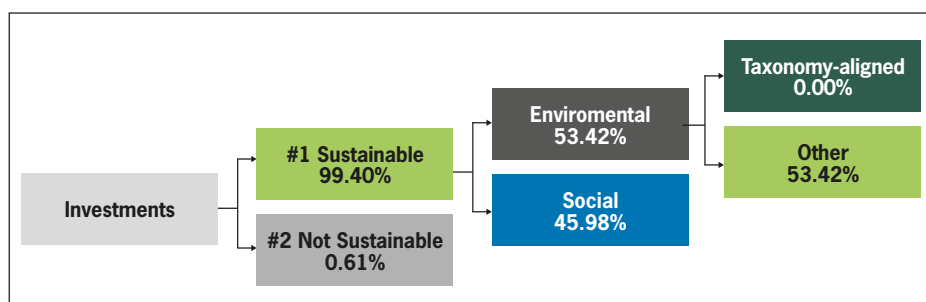 Investments
#1 Sustainable
99.40%
#2 Not Sustainable
0.61%
Enviromental
53.42%
Social
45.98%
Taxonomy-aligned
0.00%
Other
53.42%